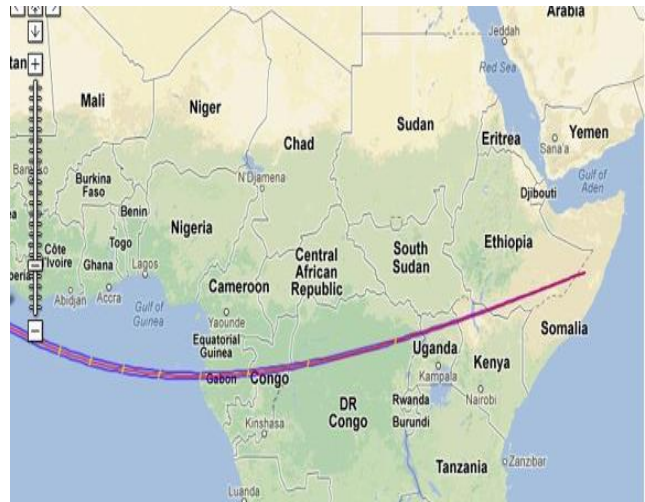 Arabia
Jeddah
Red Sea
Mali
Niger
Chad
Sudan
Eritrea
Yemen
Sana'a
N'Djamena
Burkina
Faso
Gulf of
Aden
Djibouti
Benin
Nigeria
Togo
Côte
d'Ivoire
Ghana
Lagos
Ethiopia
South
Sudan
Central
African
Republic
Cameroon
Abidjan
Accra
Gulf of
Guinea
Yaounde
Somalia
Equatorial
Guinea
Uganda
Kenya
Kampala
Gabon
Congo
Nairobi
DR
Congo
Rwanda
Burundi
Kinshasa
Tanzania
Zanzibar
Luanda